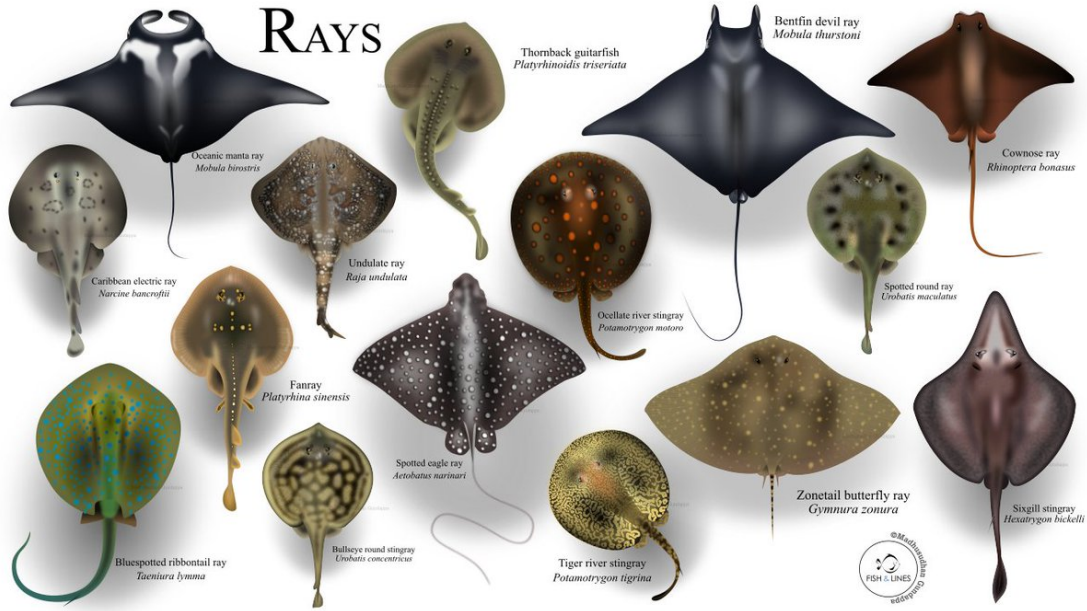 RAYS
Thornback guitarfish
Platyrhinoidis triseriata
Bentfin devil ray
Mobula thurstoni
Oceanic manta ray
Mobula birostris
Cownose ray
Rhinoptera bonasus
Caribbean electric ray
Narcine bancroftii
Undulate ray
Raja undulata
Ocellate river stingray
Potamotrygon motoro
Spotted round ray
Urobatis maculatus
Fanray
Platyrhina sinensis
Spotted eagle ray
Aetobatus narinari
Zonetail butterfly ray
Gymnura zonura
Sixgill stingray
Hexatrygon bickelli
Bluespotted ribbontail ray
Taeniura lymma
Bullseye round stingray
Urobatis concentricus
Tiger river stingray
Potamotrygon tigrina
©Madhusudhan Gundappa
FISH & LINES